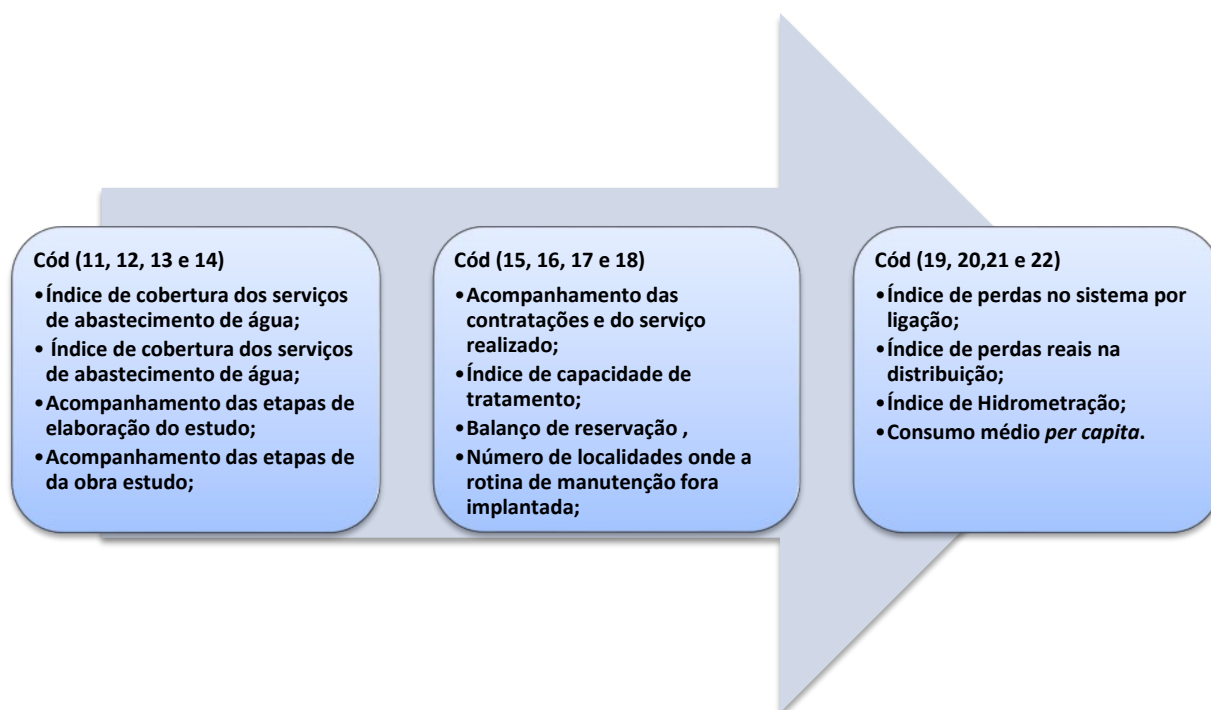 Cód (11, 12, 13 e 14)
•Índice de cobertura dos serviços
de abastecimento de água;
• Índice de cobertura dos serviços
de abastecimento de água;
•Acompanhamento das etapas de
elaboração do estudo;
•Acompanhamento das etapas de
da obra estudo;
Cód (15, 16, 17 e 18)
•Acompanhamento das
contratações e do serviço
realizado;
•Índice de capacidade de
tratamento;
•Balanço de reservação ,
•Número de localidades onde a
rotina de manutenção fora
implantada;
Cód (19, 20,21 e 22)
•Índice de perdas no sistema por
ligação;
•Índice de perdas reais na
distribuição;
•Índice de Hidrometração;
•Consumo médio per capita.